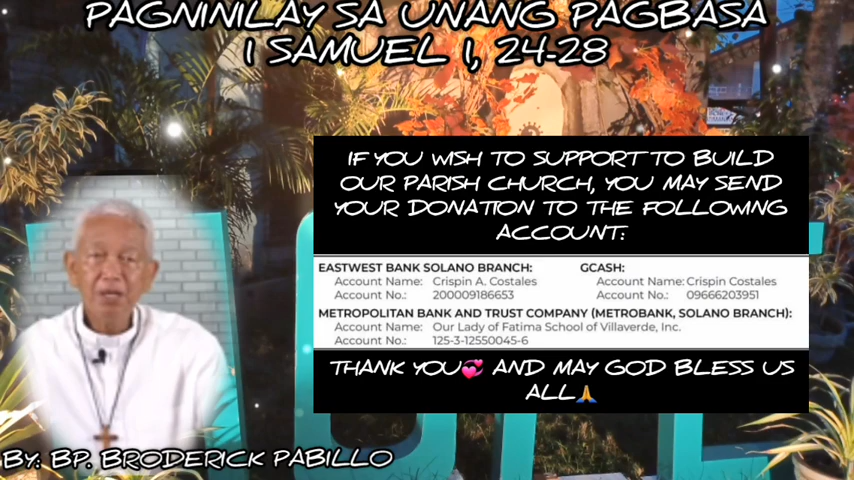 PAGNINILAY SA UNANG PAGBASA
1 SAMUEL 1, 24-28
IF YOU WISH TO SUPPORT TO BUILD
OUR PARISH CHURCH, YOU MAY SEND
YOUR DONATION TO THE FOLLOWING
ACCOUNT:
EASTWEST BANK SOLANO BRANCH:
Account Name: Crispin A. Costales
Account No.: 200009186653
GCASH:
Account Name: Crispin Costales
Account No.: 09666203951
METROPOLITAN BANK AND TRUST COMPANY (METROBANK, SOLANO BRANCH):
Account Name: Our Lady of Fatima School of Villaverde, Inc.
Account No.: 125-3-12550045-6
THANK YOU💞 AND MAY GOD BLESS US
ALL🙏
BY: BP. BRODERICK PABILLO